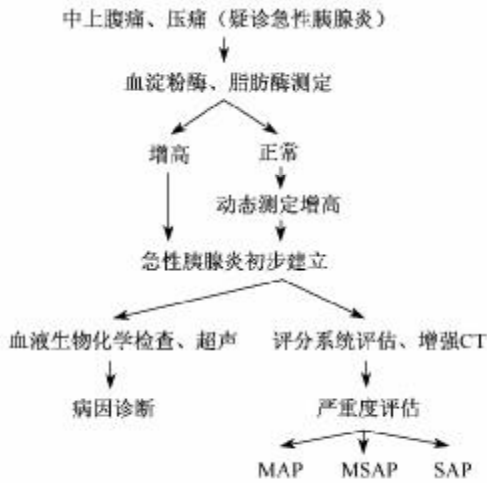 中上腹痛、压痛（疑诊急性胰腺炎）
血淀粉酶、脂肪酶测定
增高 正常
动态测定增高
急性胰腺炎初步建立
血液生物化学检查、超声 评分系统评估、增强CT
病因诊断 严重度评估
MAP MSAP SAP